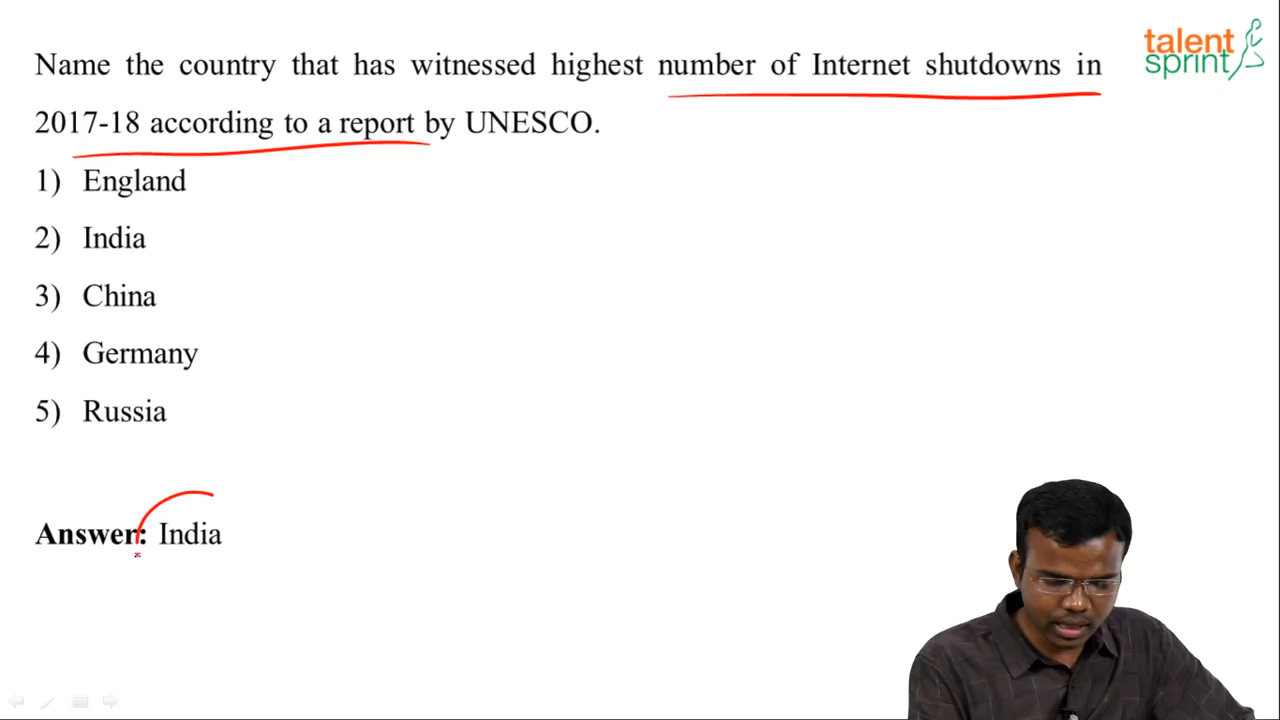 Name the country that has witnessed highest number of Internet shutdowns in
2017-18 according to a report by UNESCO.
1) England
2) India
3) China
4) Germany
5) Russia
Answer: India
talent
sprint